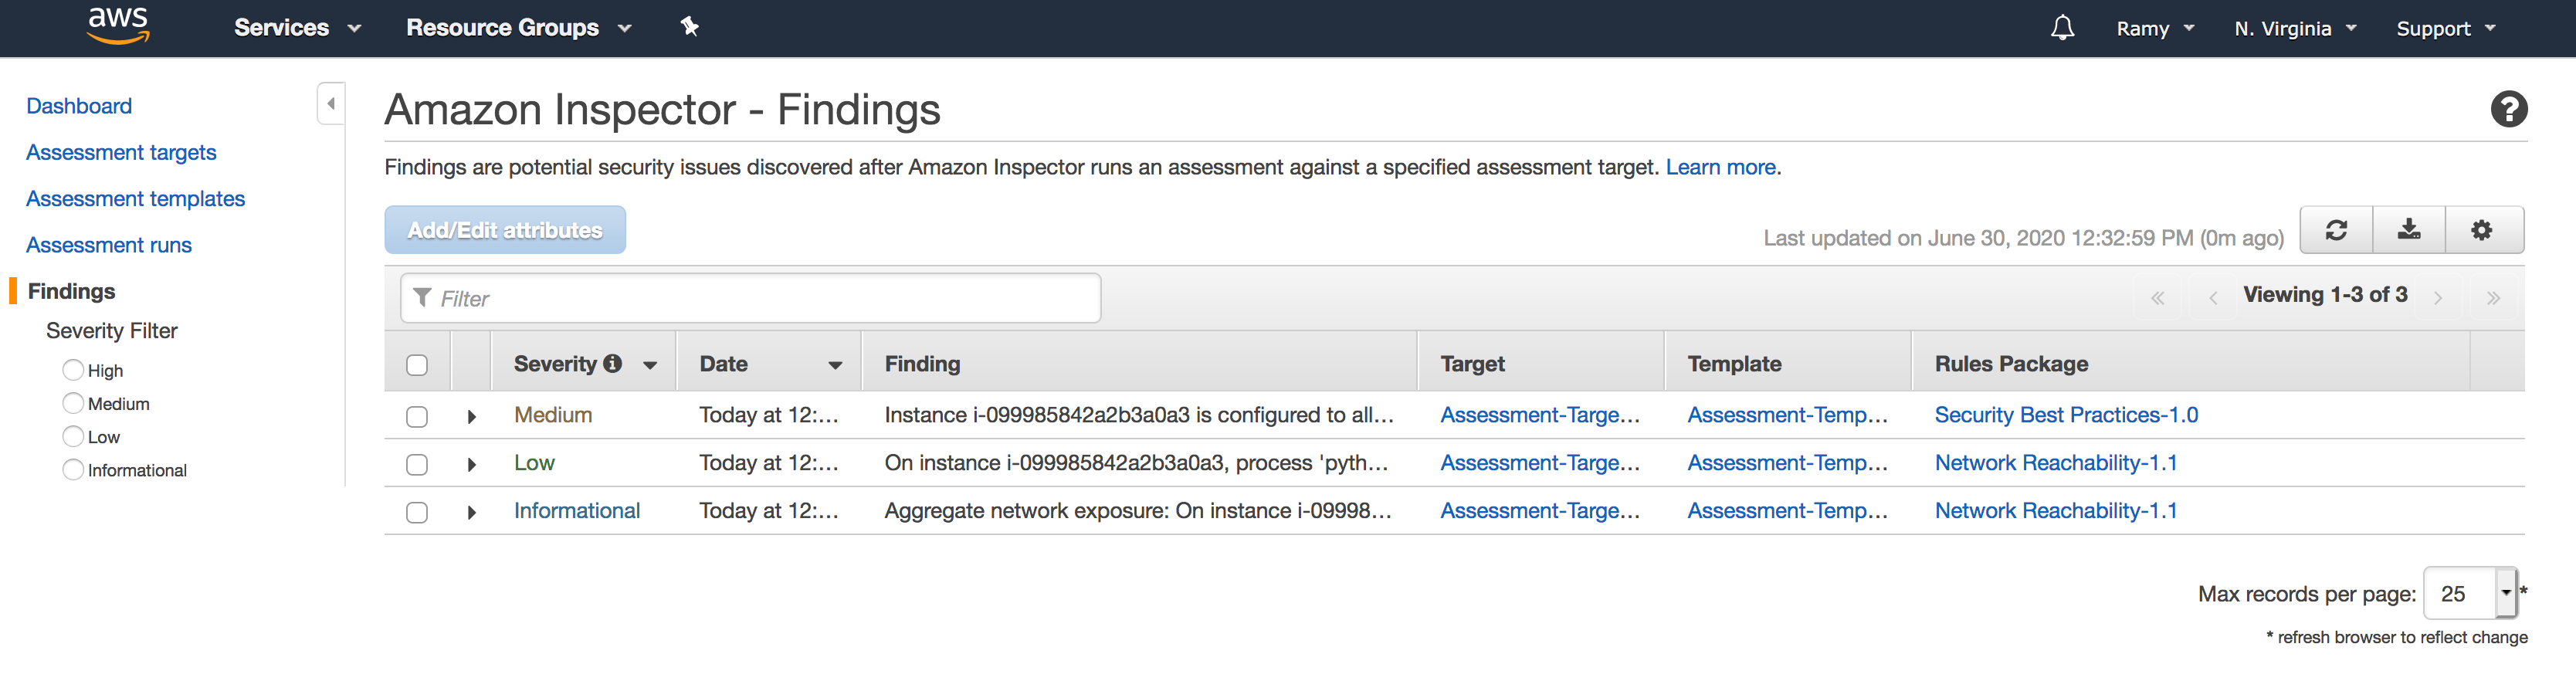 aws Services Resource Groups Ramy N. Virginia Support
Dashboard
Assessment targets
Assessment templates
Assessment runs
Findings
Severity Filter
High
Medium
Low
Informational
Amazon Inspector - Findings
Findings are potential security issues discovered after Amazon Inspector runs an assessment against a specified assessment target. Learn more.
Add/Edit attributes
Last updated on June 30, 2020 12:32:59 PM (0m ago)
Filter
Viewing 1-3 of 3
Severity Date Finding Target Template Rules Package
Medium Today at 12:... Instance i-099985842a2b3a0a3 is configured to all... Assessment-Targe... Assessment-Temp... Security Best Practices-1.0
Low Today at 12:... On instance i-099985842a2b3a0a3, process 'pyth... Assessment-Targe... Assessment-Temp... Network Reachability-1.1
Informational Today at 12:... Aggregate network exposure: On instance i-09998... Assessment-Targe... Assessment-Temp... Network Reachability-1.1
Max records per page: 25 *
* refresh browser to reflect change